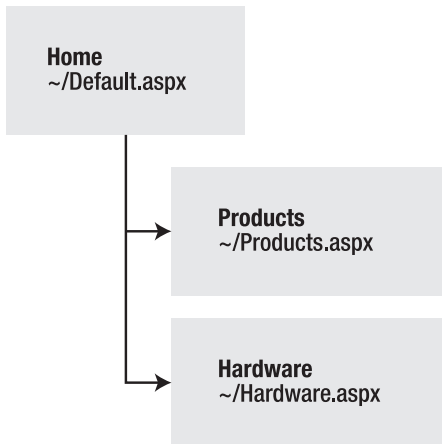 Home
~/Default.aspx
Products
~/Products.aspx
Hardware
~/Hardware.aspx